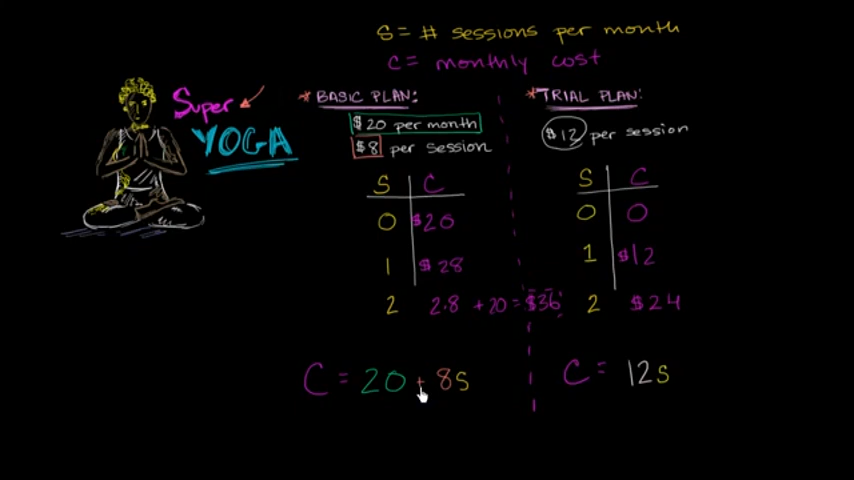 S = # sessions per month
C = monthly cost
Super
YOGA
* BASIC PLAN:
$20 per month
$8 per session
S C
0 $20
1 $28
2 2·8 + 20 = $36
C = 20 + 8s
* TRIAL PLAN:
$12 per session
S C
0 0
1 $12
2 $24
C = 12s